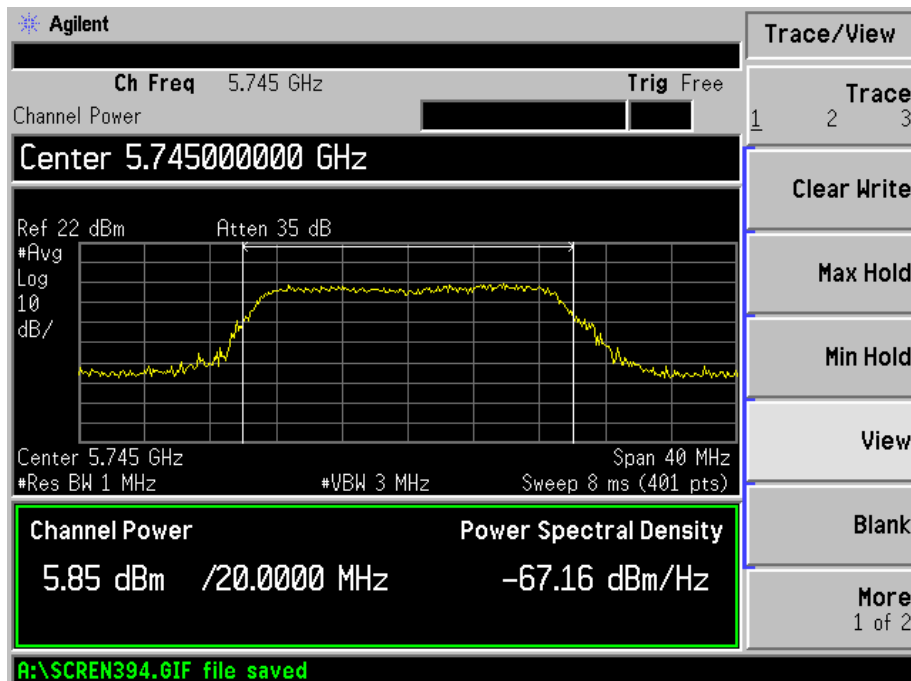 Agilent
Trace/View
Ch Freq 5.745 GHz Trig Free
Channel Power
Trace
1 2 3
Center 5.745000000 GHz
Clear Write
Ref 22 dBm Atten 35 dB
#Avg
Log
10
dB/
Max Hold
Min Hold
View
Center 5.745 GHz Span 40 MHz
#Res BW 1 MHz #VBW 3 MHz Sweep 8 ms (401 pts)
Channel Power Power Spectral Density
5.85 dBm /20.0000 MHz -67.16 dBm/Hz
Blank
More
1 of 2
A:\SCREN394.GIF file saved